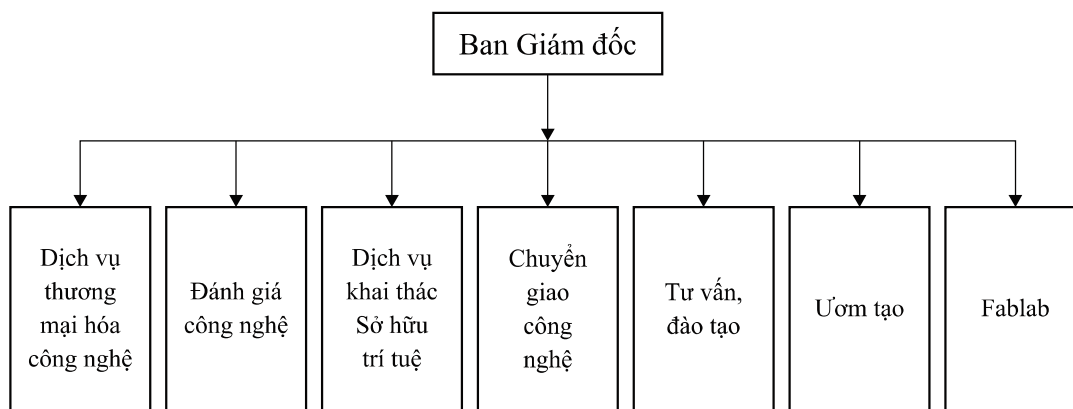 Ban Giám đốc
Dịch vụ
thương
mại hóa
công nghệ
Đánh giá
công nghệ
Dịch vụ
khai thác
Sở hữu
trí tuệ
Chuyển
giao
công
nghệ
Tư vấn,
đào tạo
Ươm tạo
Fablab